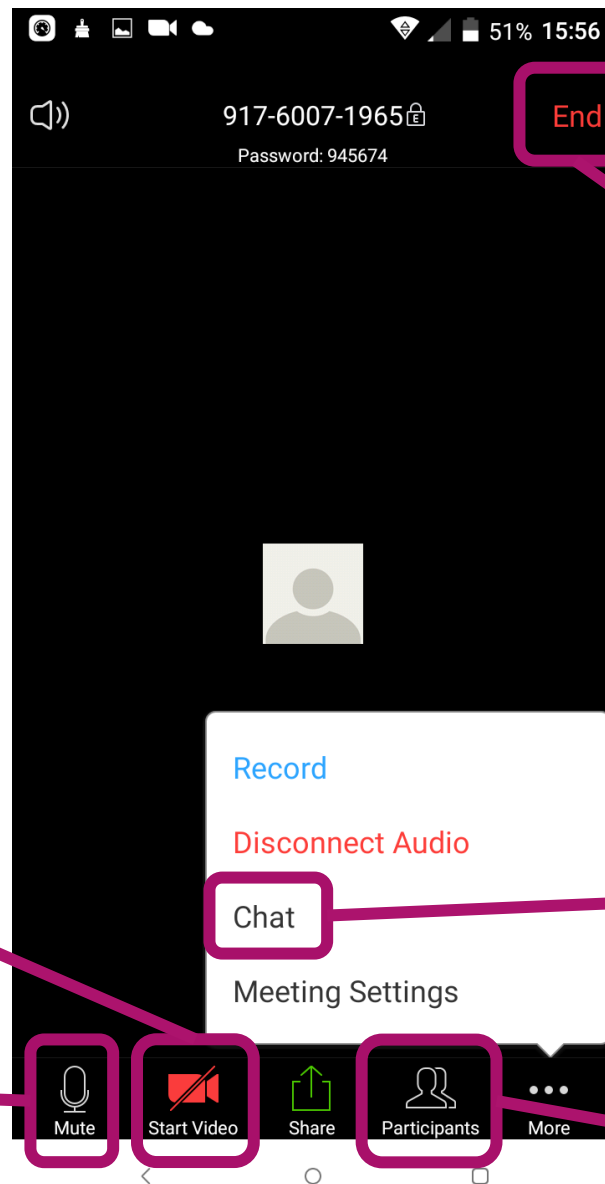 51% 15:56
917-6007-1965 End
Password: 945674
Record
Disconnect Audio
Chat
Meeting Settings
Mute Start Video Share Participants More